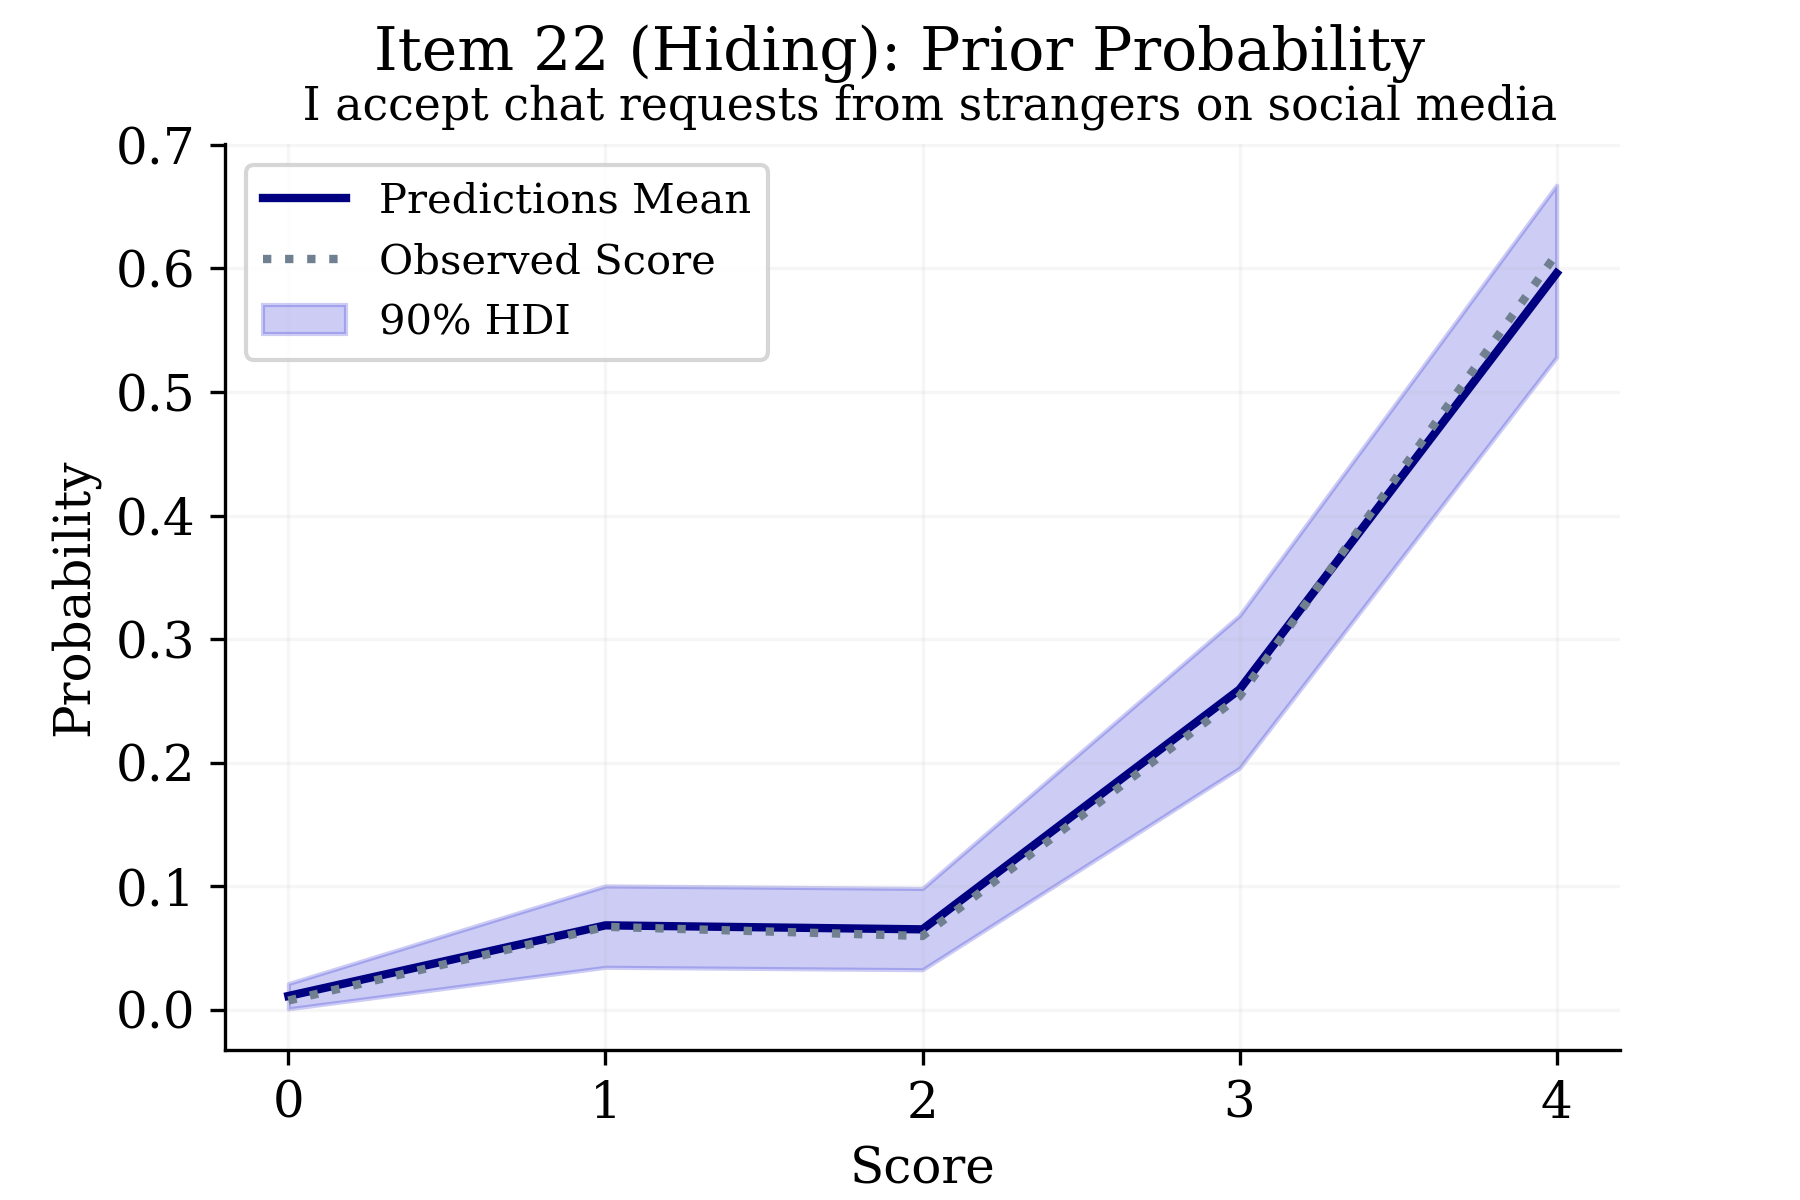 Item 22 (Hiding): Prior Probability
I accept chat requests from strangers on social media
Predictions Mean
Observed Score
90% HDI
Probability
0.7
0.6
0.5
0.4
0.3
0.2
0.1
0.0
0 1 2 3 4
Score